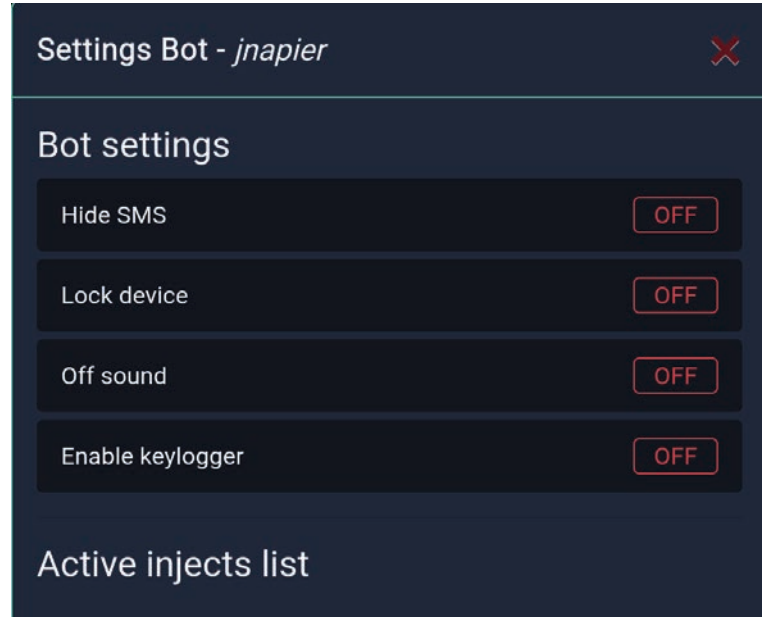 Settings Bot - jnapier
Bot settings
Hide SMS OFF
Lock device OFF
Off sound OFF
Enable keylogger OFF
Active injects list